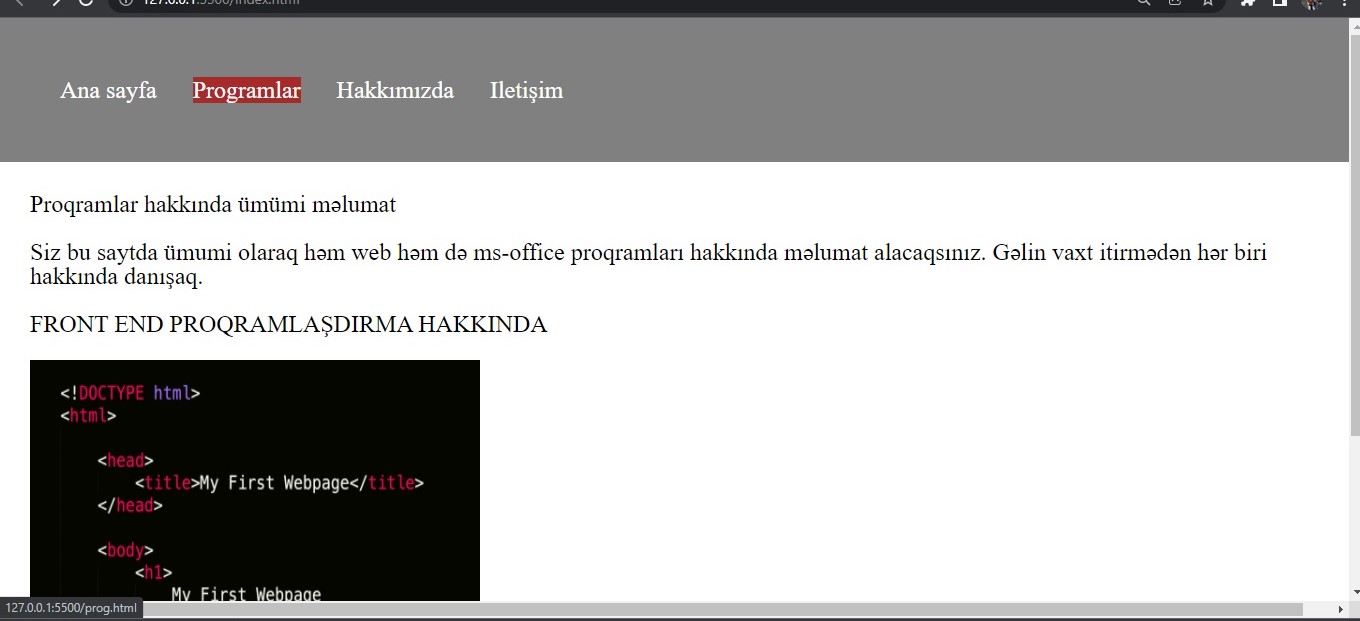 127.0.0.1:5500/index.html
Ana sayfa Programlar Hakkımızda Iletişim
Proqramlar hakkında ümümi məlumat
Siz bu saytda ümumi olaraq həm web həm də ms-office proqramları hakkında məlumat alacaqsınız. Gəlin vaxt itirmədən hər biri
hakkında danışaq.
FRONT END PROQRAMLAŞDIRMA HAKKINDA
<!DOCTYPE html>
<html>
<head>
<title>My First Webpage</title>
</head>
<body>
<h1>
My First Webpage
127.0.0.1:5500/prog.html